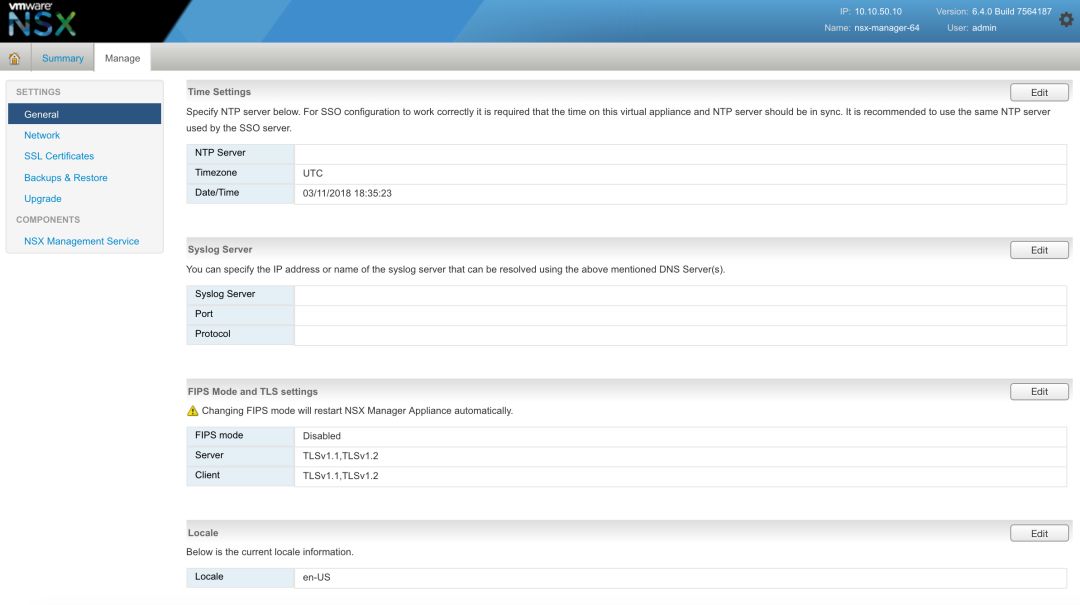 vmware
NSX
IP: 10.10.50.10
Version: 6.4.0 Build 7564187
Name: nsx-manager-64
User: admin
Summary
Manage
SETTINGS
General
Network
SSL Certificates
Backups & Restore
Upgrade
COMPONENTS
NSX Management Service
Time Settings
Edit
Specify NTP server below. For SSO configuration to work correctly it is required that the time on this virtual appliance and NTP server should be in sync. It is recommended to use the same NTP server
used by the SSO server.
NTP Server
Timezone UTC
Date/Time 03/11/2018 18:35:23
Syslog Server
Edit
You can specify the IP address or name of the syslog server that can be resolved using the above mentioned DNS Server(s).
Syslog Server
Port
Protocol
FIPS Mode and TLS settings
Edit
Changing FIPS mode will restart NSX Manager Appliance automatically.
FIPS mode Disabled
Server TLSv1.1,TLSv1.2
Client TLSv1.1,TLSv1.2
Locale
Edit
Below is the current locale information.
Locale en-US